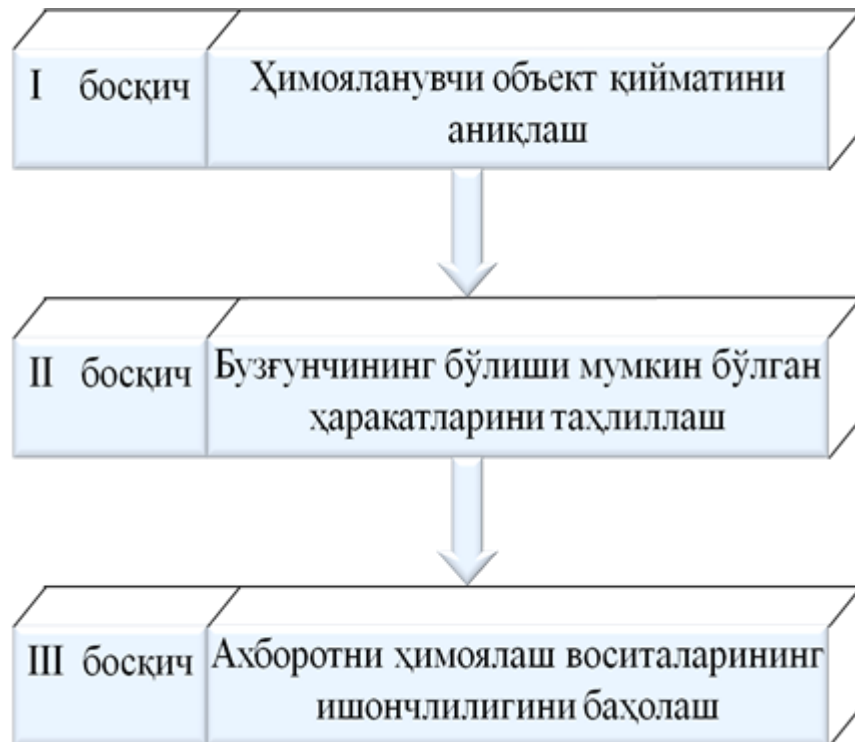 I босқич
Ҳимояланувчи объект қийматини
аниқлаш
II босқич
Бузғунчининг бўлиши мумкин бўлган
ҳаракатларини таҳлиллаш
III босқич
Ахборотни ҳимоялаш воситаларининг
ишончлилигини баҳолаш